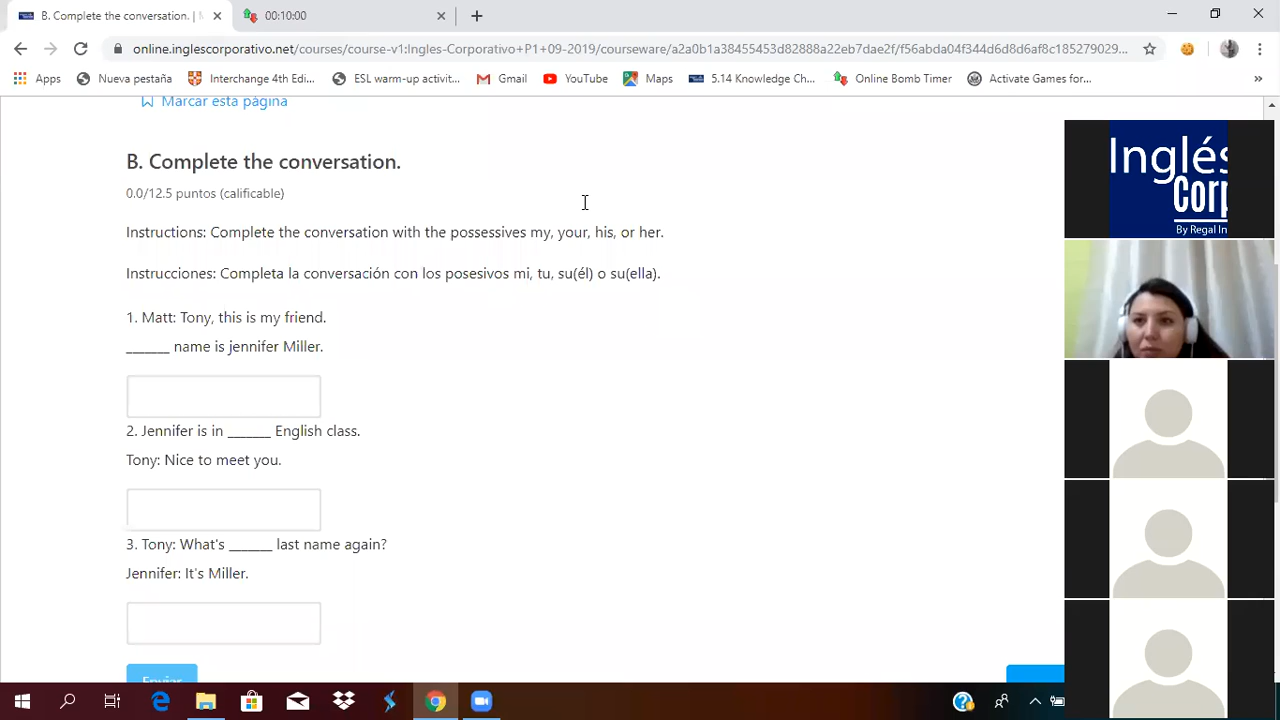 B. Complete the conversation. |
00:10:00
online.inglescorporativo.net/courses/course-v1:Ingles-Corporativo+P1+09-2019/courseware/a2a0b1a38455453d82888a22eb7dae2f/f56abda04f344d6d8d6af8c185279029...
Apps
Nueva pestaña
Interchange 4th Edi...
ESL warm-up activit...
Gmail
YouTube
Maps
5.14 Knowledge Ch...
Online Bomb Timer
Activate Games for...
»
Marcar esta página
B. Complete the conversation.
0.0/12.5 puntos (calificable)
Instructions: Complete the conversation with the possessives my, your, his, or her.
Instrucciones: Completa la conversación con los posesivos mi, tu, su(él) o su(ella).
1. Matt: Tony, this is my friend.
_______ name is jennifer Miller.
2. Jennifer is in _______ English class.
Tony: Nice to meet you.
3. Tony: What's _______ last name again?
Jennifer: It's Miller.
Enviar
Inglés
Corp
By Regal In